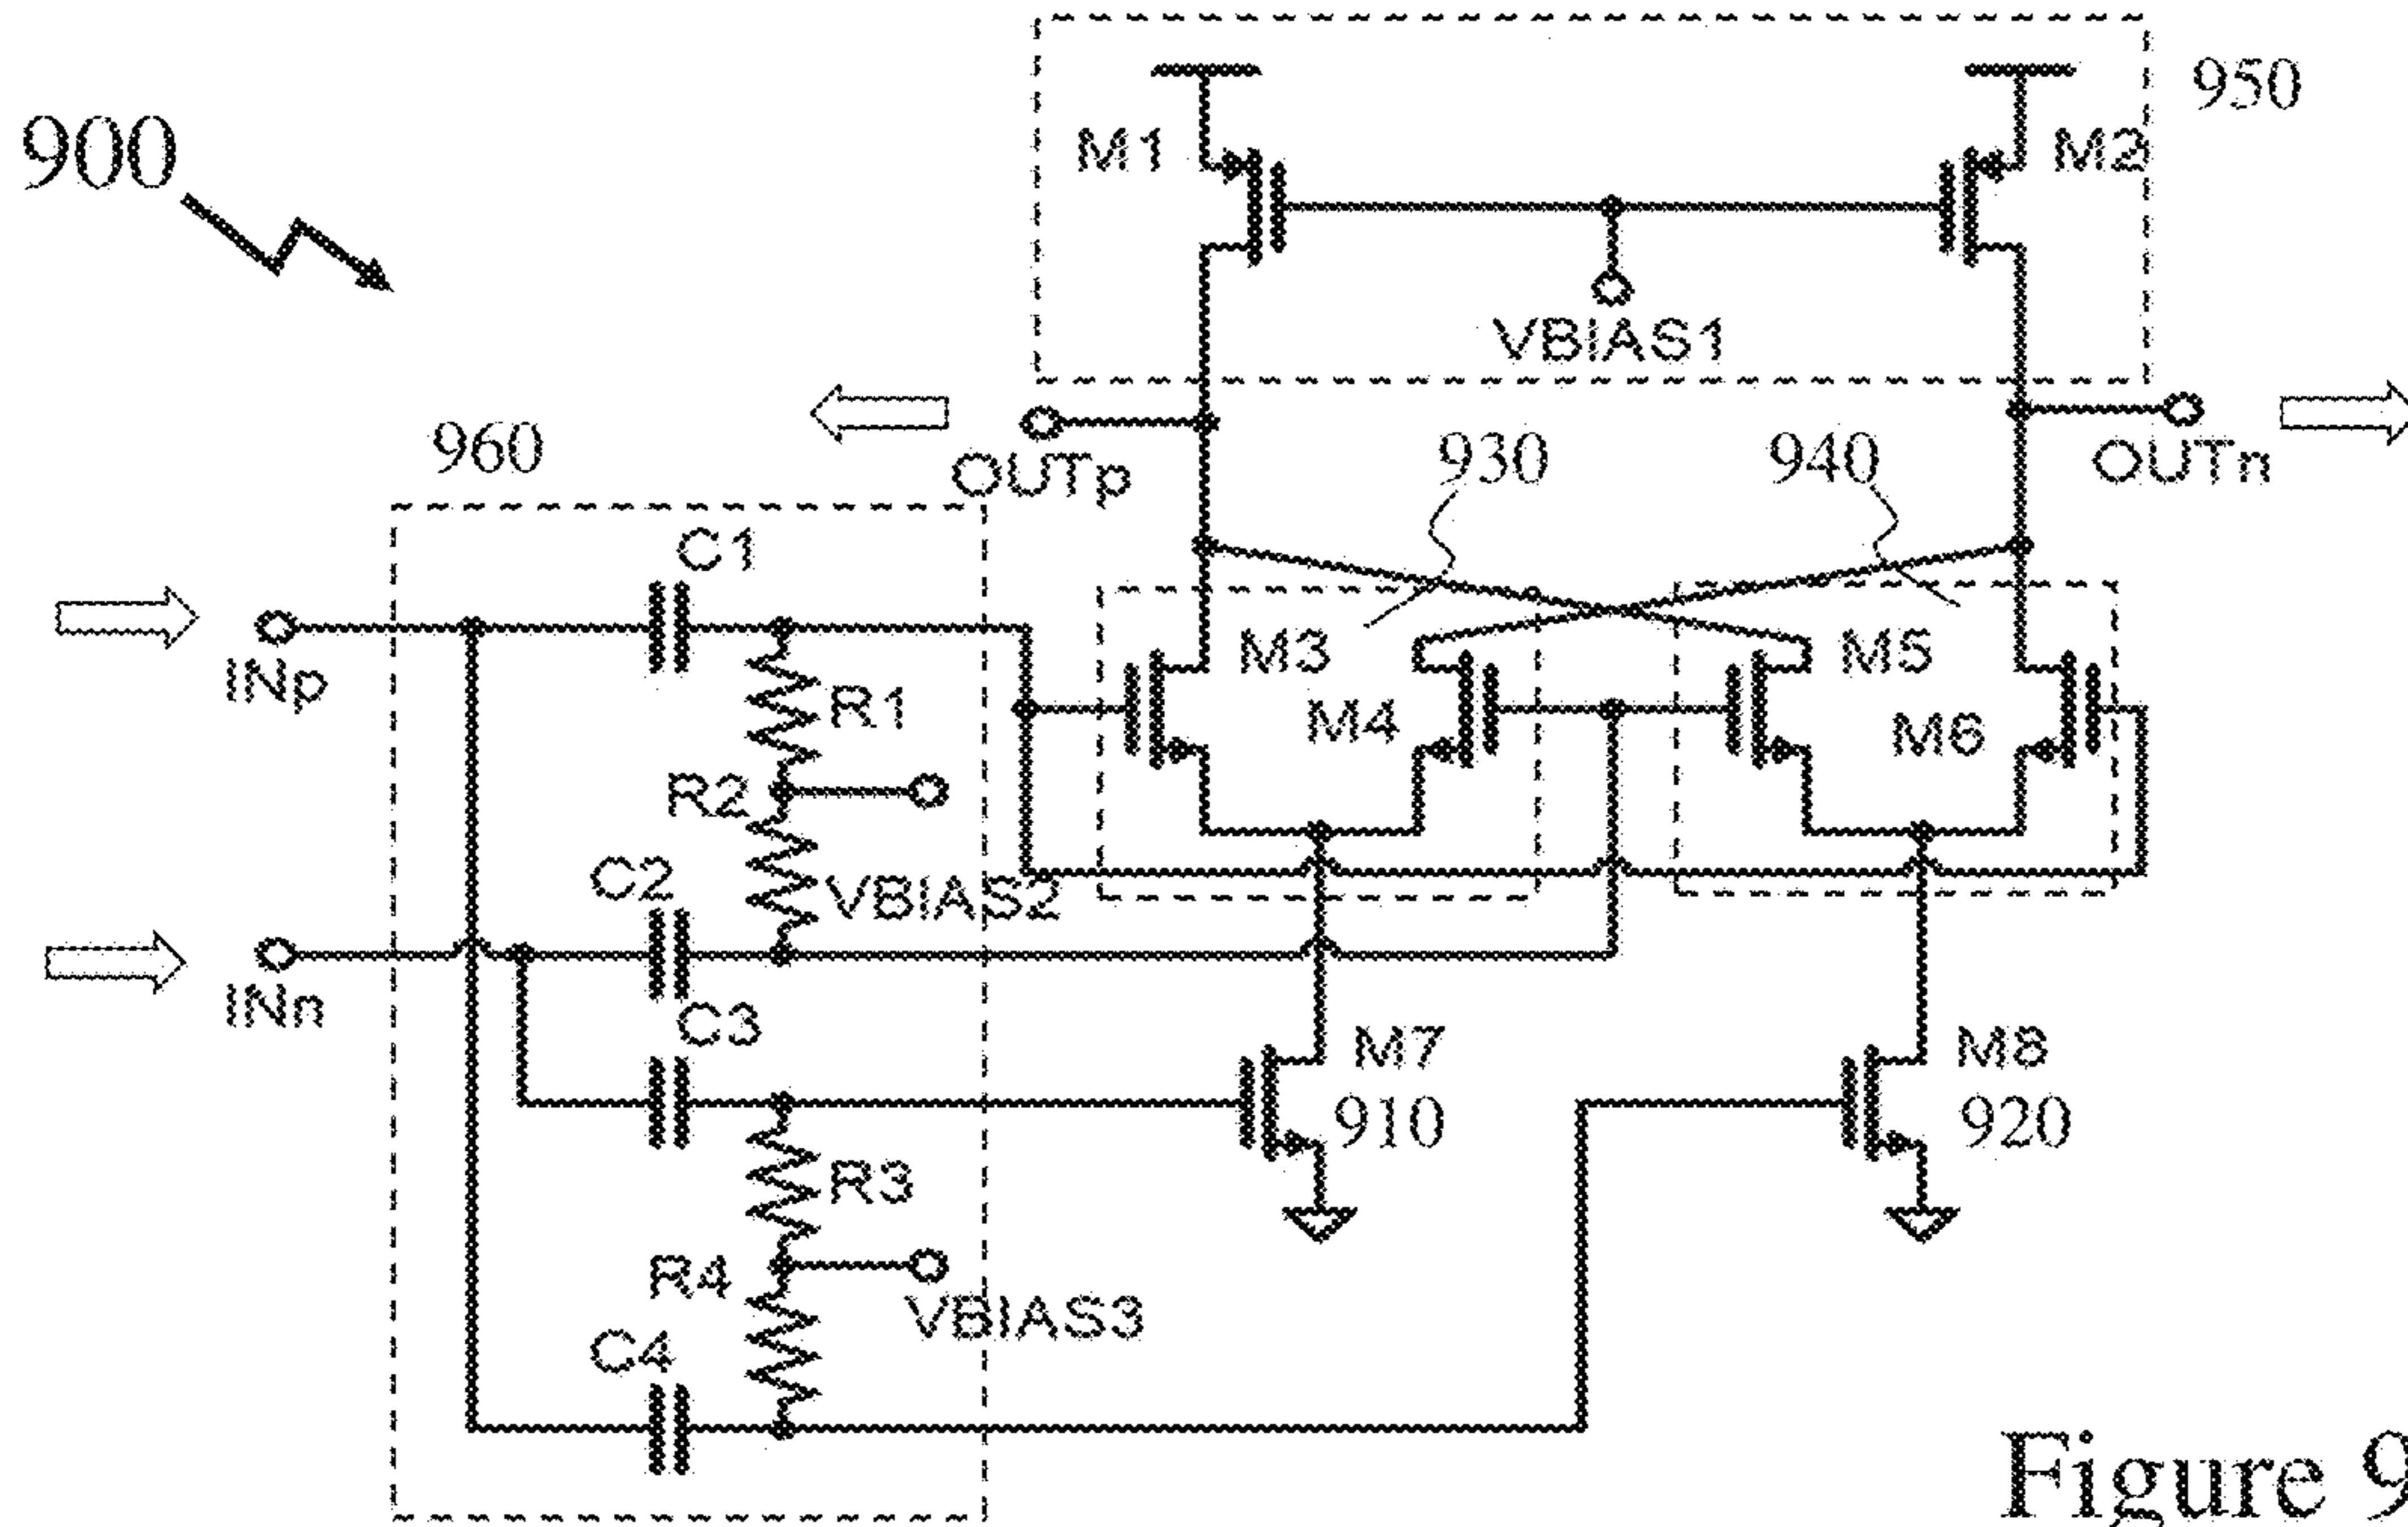 900
950
M1
M2
VBIAS1
960
OUTp
930
940
OUTn
C1
INp
R1
M3
M4
M5
M6
R2
C2
VBIAS2
INn
C3
M7
910
M8
920
R3
R4
VBIAS3
C4
Figure 9